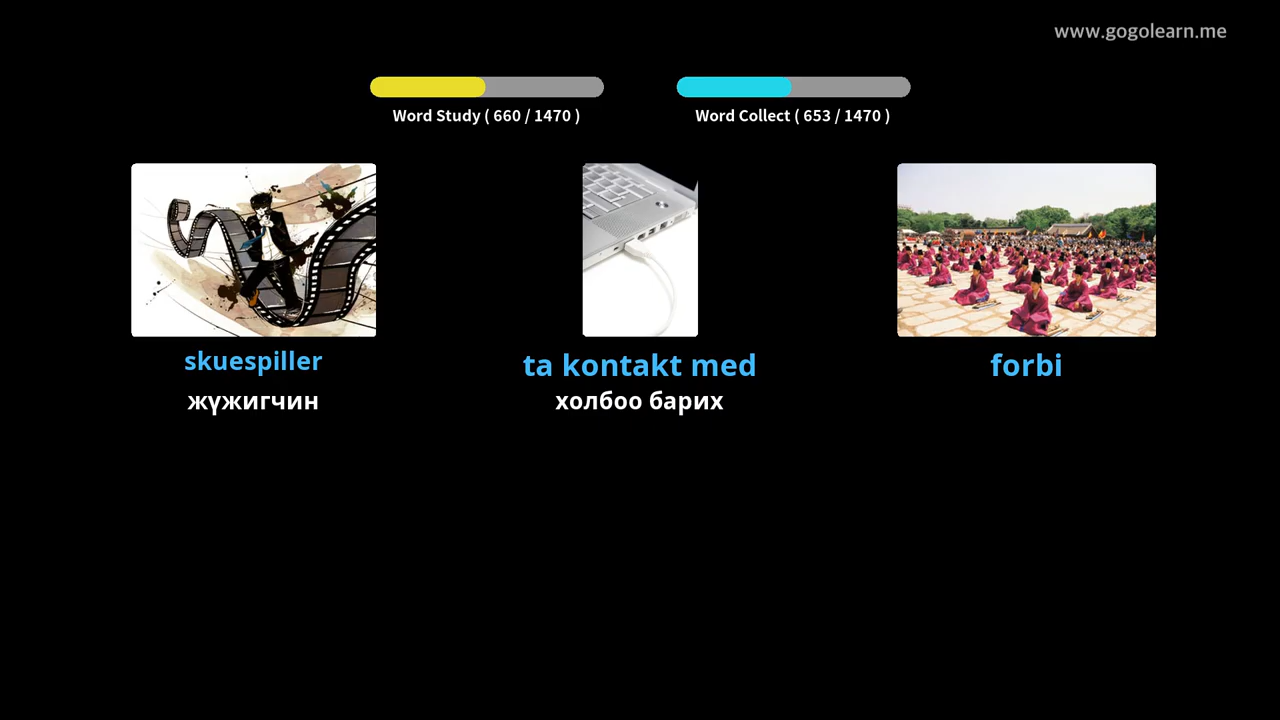 www.gogolearn.me
Word Study ( 660 / 1470 )
Word Collect ( 653 / 1470 )
skuespiller
ta kontakt med
forbi
жүжигчин
холбоо барих